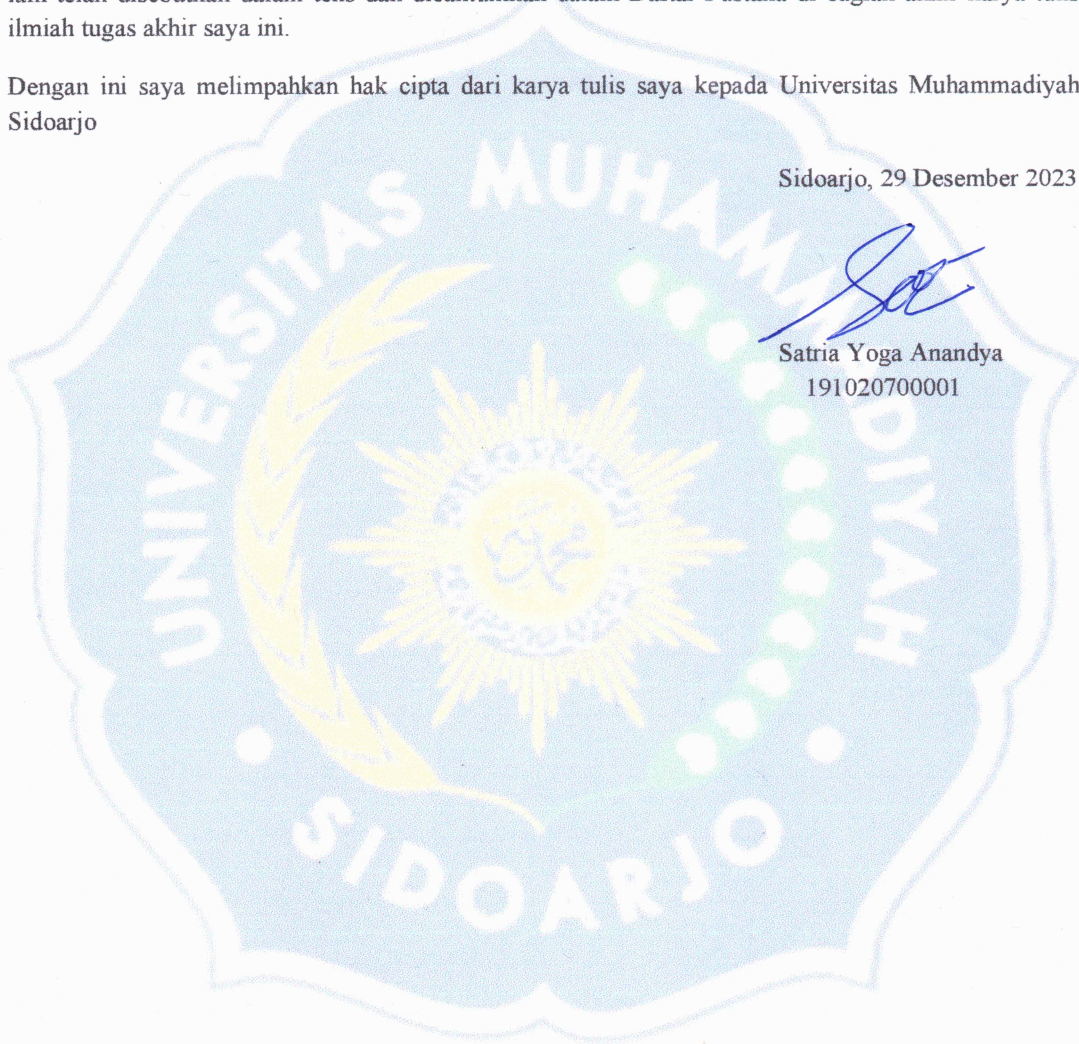 ilmiah tugas akhir saya ini.
Dengan ini saya melimpahkan hak cipta dari karya tulis saya kepada Universitas Muhammadiyah
Sidoarjo
Sidoarjo, 29 Desember 2023
Satria Yoga Anandya
191020700001
UNIVERSITAS MUHAMMADIYAH
SIDOARJO